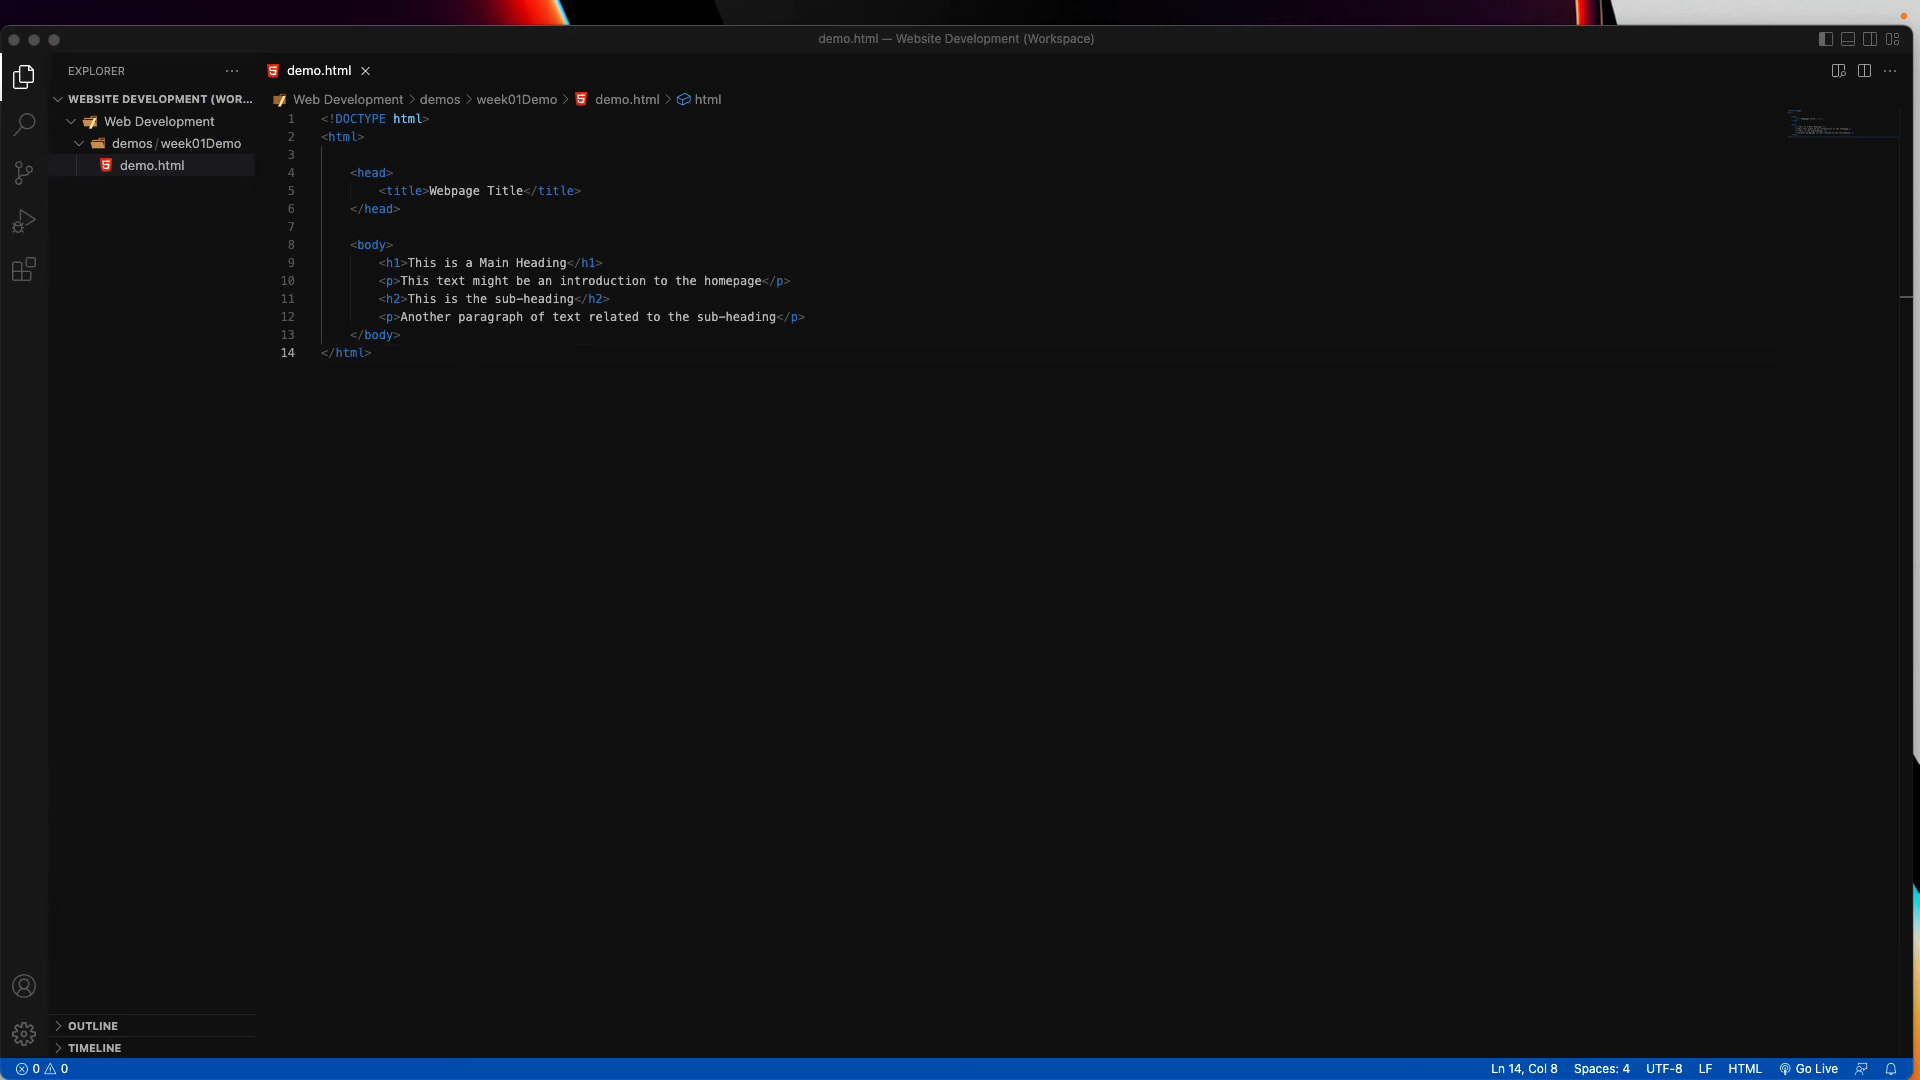 demo.html — Website Development (Workspace)
EXPLORER
demo.html
WEBSITE DEVELOPMENT (WOR...
Web Development
demos / week01Demo
demo.html
Web Development > demos > week01Demo > demo.html > html
1 <!DOCTYPE html>
2 <html>
3
4 <head>
5 <title>Webpage Title</title>
6 </head>
7
8 <body>
9 <h1>This is a Main Heading</h1>
10 <p>This text might be an introduction to the homepage</p>
11 <h2>This is the sub-heading</h2>
12 <p>Another paragraph of text related to the sub-heading</p>
13 </body>
14 </html>
OUTLINE
TIMELINE
0 0 Ln 14, Col 8 Spaces: 4 UTF-8 LF HTML Go Live